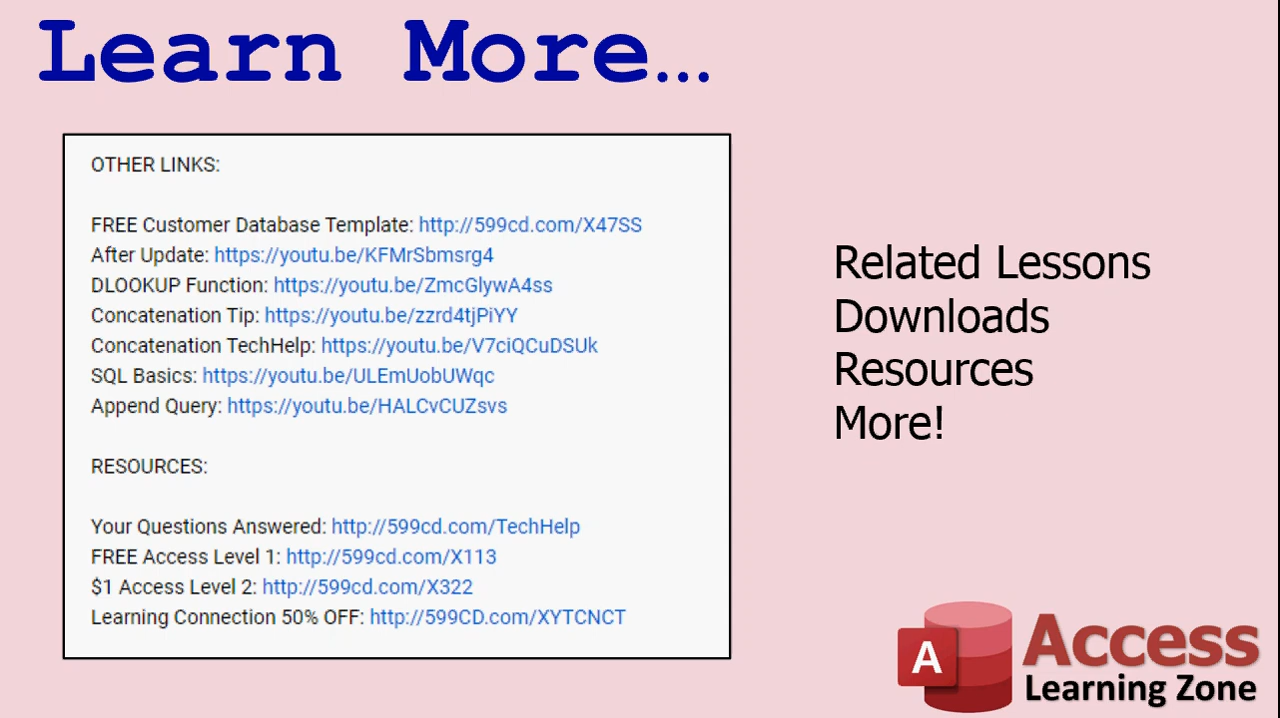 Learn More...
OTHER LINKS:
FREE Customer Database Template: http://599cd.com/X47SS
After Update: https://youtu.be/KFMrSbmsrg4
DLOOKUP Function: https://youtu.be/ZmcGlywA4ss
Concatenation Tip: https://youtu.be/zzrd4tjPiYY
Concatenation TechHelp: https://youtu.be/V7ciQCuDSUk
SQL Basics: https://youtu.be/ULEmUobUWqc
Append Query: https://youtu.be/HALCvCUZsvs
RESOURCES:
Your Questions Answered: http://599cd.com/TechHelp
FREE Access Level 1: http://599cd.com/X113
$1 Access Level 2: http://599cd.com/X322
Learning Connection 50% OFF: http://599CD.com/XYTCNCT
Related Lessons
Downloads
Resources
More!
A
Access
Learning Zone